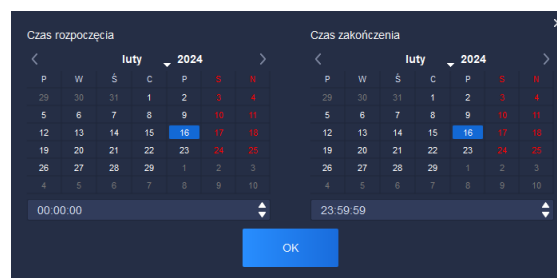 Czas rozpoczęcia
luty 2024
P W Ś C P S N
29 30 31 1 2 3 4
5 6 7 8 9 10 11
12 13 14 15 16 17 18
19 20 21 22 23 24 25
26 27 28 29 1 2 3
4 5 6 7 8 9 10
00:00:00
Czas zakończenia
luty 2024
P W Ś C P S N
29 30 31 1 2 3 4
5 6 7 8 9 10 11
12 13 14 15 16 17 18
19 20 21 22 23 24 25
26 27 28 29 1 2 3
4 5 6 7 8 9 10
23:59:59
OK